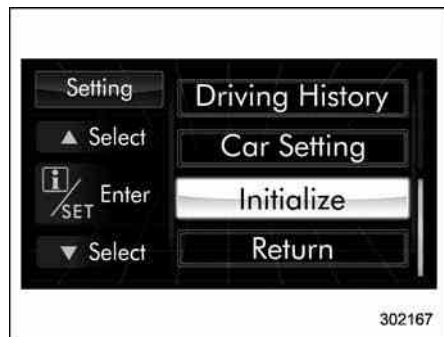 Setting
▲ Select
i/SET Enter
▼ Select
Driving History
Car Setting
Initialize
Return
302167